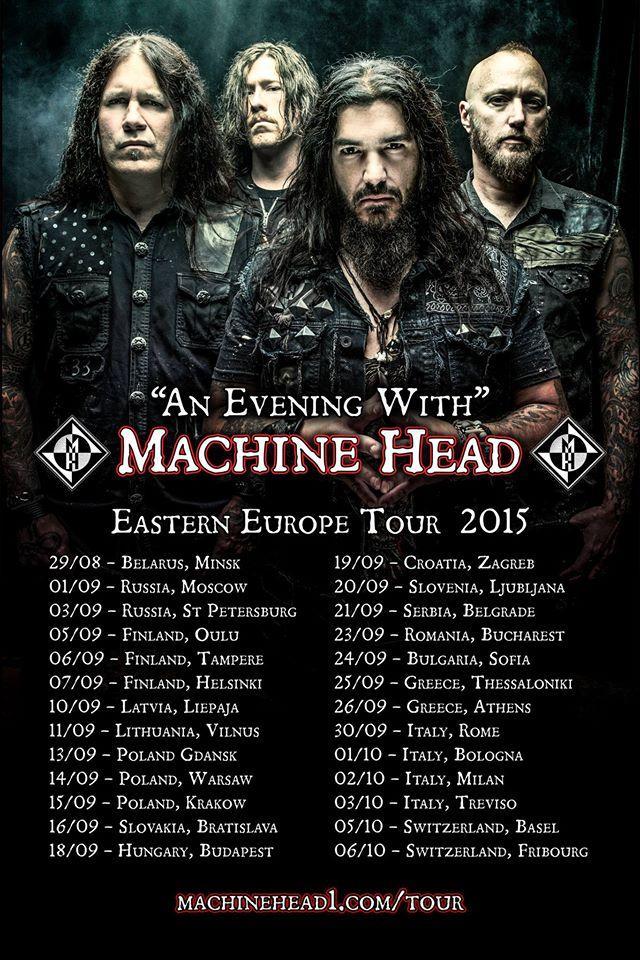 "An Evening With"
Machine Head
Eastern Europe Tour 2015
29/08 – Belarus, Minsk
01/09 – Russia, Moscow
03/09 – Russia, St Petersburg
05/09 – Finland, Oulu
06/09 – Finland, Tampere
07/09 – Finland, Helsinki
10/09 – Latvia, Liepaja
11/09 – Lithuania, Vilnus
13/09 – Poland Gdansk
14/09 – Poland, Warsaw
15/09 – Poland, Krakow
16/09 – Slovakia, Bratislava
18/09 – Hungary, Budapest
19/09 – Croatia, Zagreb
20/09 – Slovenia, Ljubljana
21/09 – Serbia, Belgrade
23/09 – Romania, Bucharest
24/09 – Bulgaria, Sofia
25/09 – Greece, Thessaloniki
26/09 – Greece, Athens
30/09 – Italy, Rome
01/10 – Italy, Bologna
02/10 – Italy, Milan
03/10 – Italy, Treviso
05/10 – Switzerland, Basel
06/10 – Switzerland, Fribourg
machinehead1.com/tour
33
MH
MH